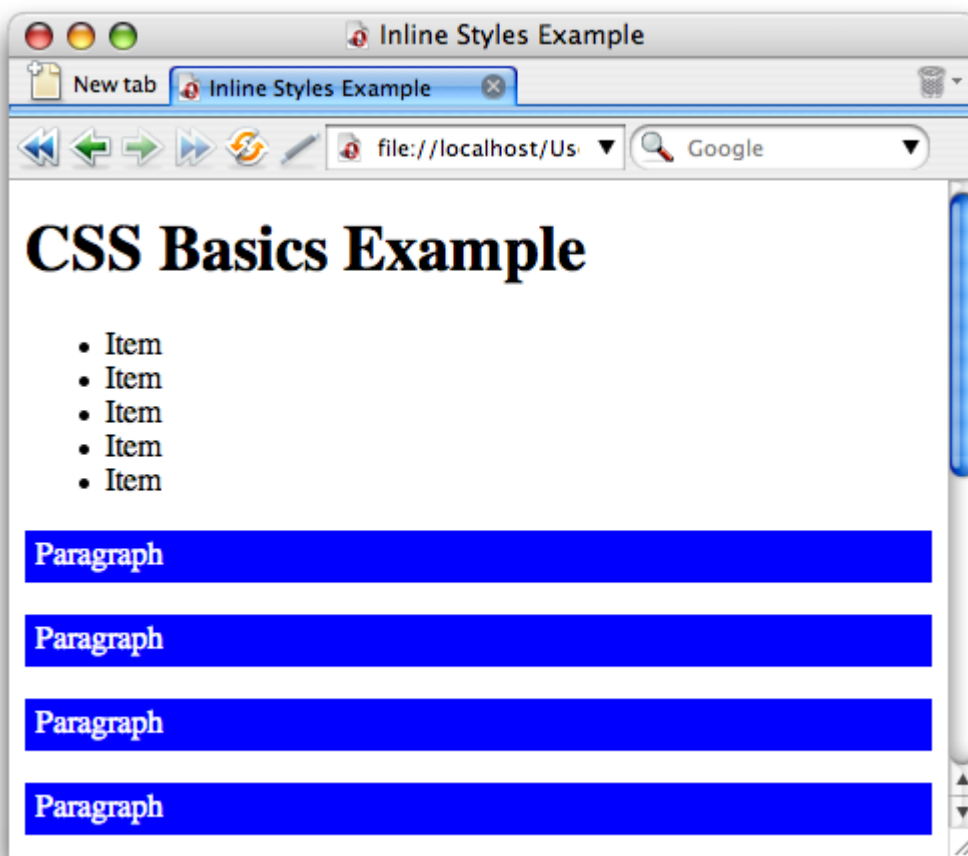 Inline Styles Example
New tab Inline Styles Example
file://localhost/Us Google
CSS Basics Example
Item
Item
Item
Item
Item
Paragraph
Paragraph
Paragraph
Paragraph